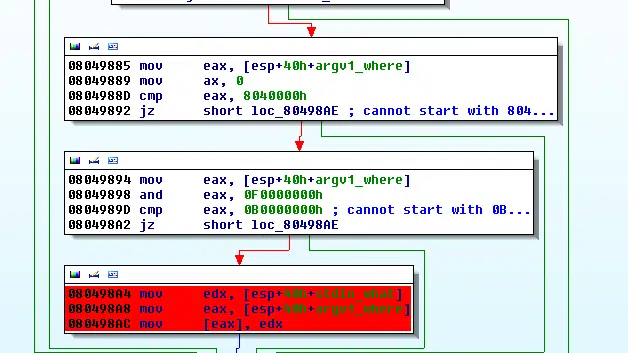 08049885 mov eax, [esp+40h+argv1_where]
08049889 mov ax, 0
0804988D cmp eax, 8040000h
08049892 jz short loc_80498AE ; cannot start with 804...
08049894 mov eax, [esp+40h+argv1_where]
08049898 and eax, 0F0000000h
0804989D cmp eax, 0B0000000h ; cannot start with 0B...
080498A2 jz short loc_80498AE
080498A4 mov edx, [esp+40h+stdin_what]
080498A8 mov eax, [esp+40h+argv1_where]
080498AC mov [eax], edx